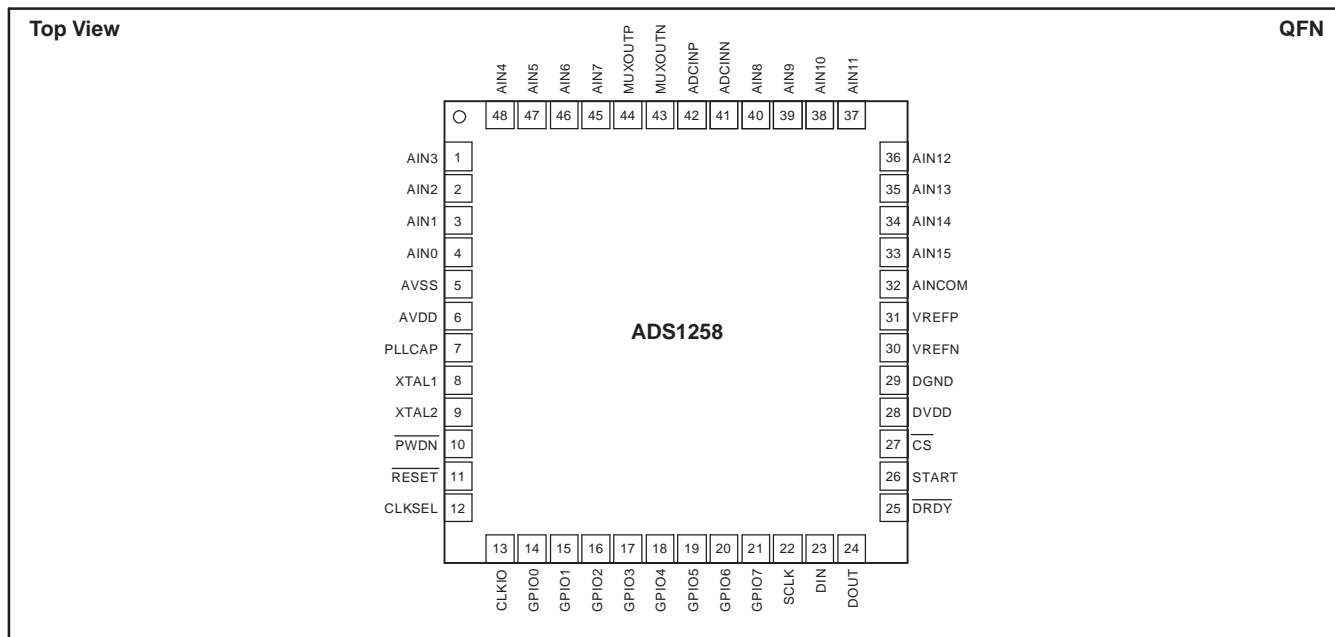 Top View
QFN
AIN4
AIN5
AIN6
AIN7
MUXOUTP
MUXOUTN
ADCINP
ADCINN
AIN8
AIN9
AIN10
AIN11
48 47 46 45 44 43 42 41 40 39 38 37
AIN3 1
AIN2 2
AIN1 3
AIN0 4
AVSS 5
AVDD 6
PLLCAP 7
XTAL1 8
XTAL2 9
PWDN 10
RESET 11
CLKSEL 12
ADS1258
36 AIN12
35 AIN13
34 AIN14
33 AIN15
32 AINCOM
31 VREFP
30 VREFN
29 DGND
28 DVDD
27 CS
26 START
25 DRDY
13 14 15 16 17 18 19 20 21 22 23 24
CLKIO
GPIO0
GPIO1
GPIO2
GPIO3
GPIO4
GPIO5
GPIO6
GPIO7
SCLK
DIN
DOUT